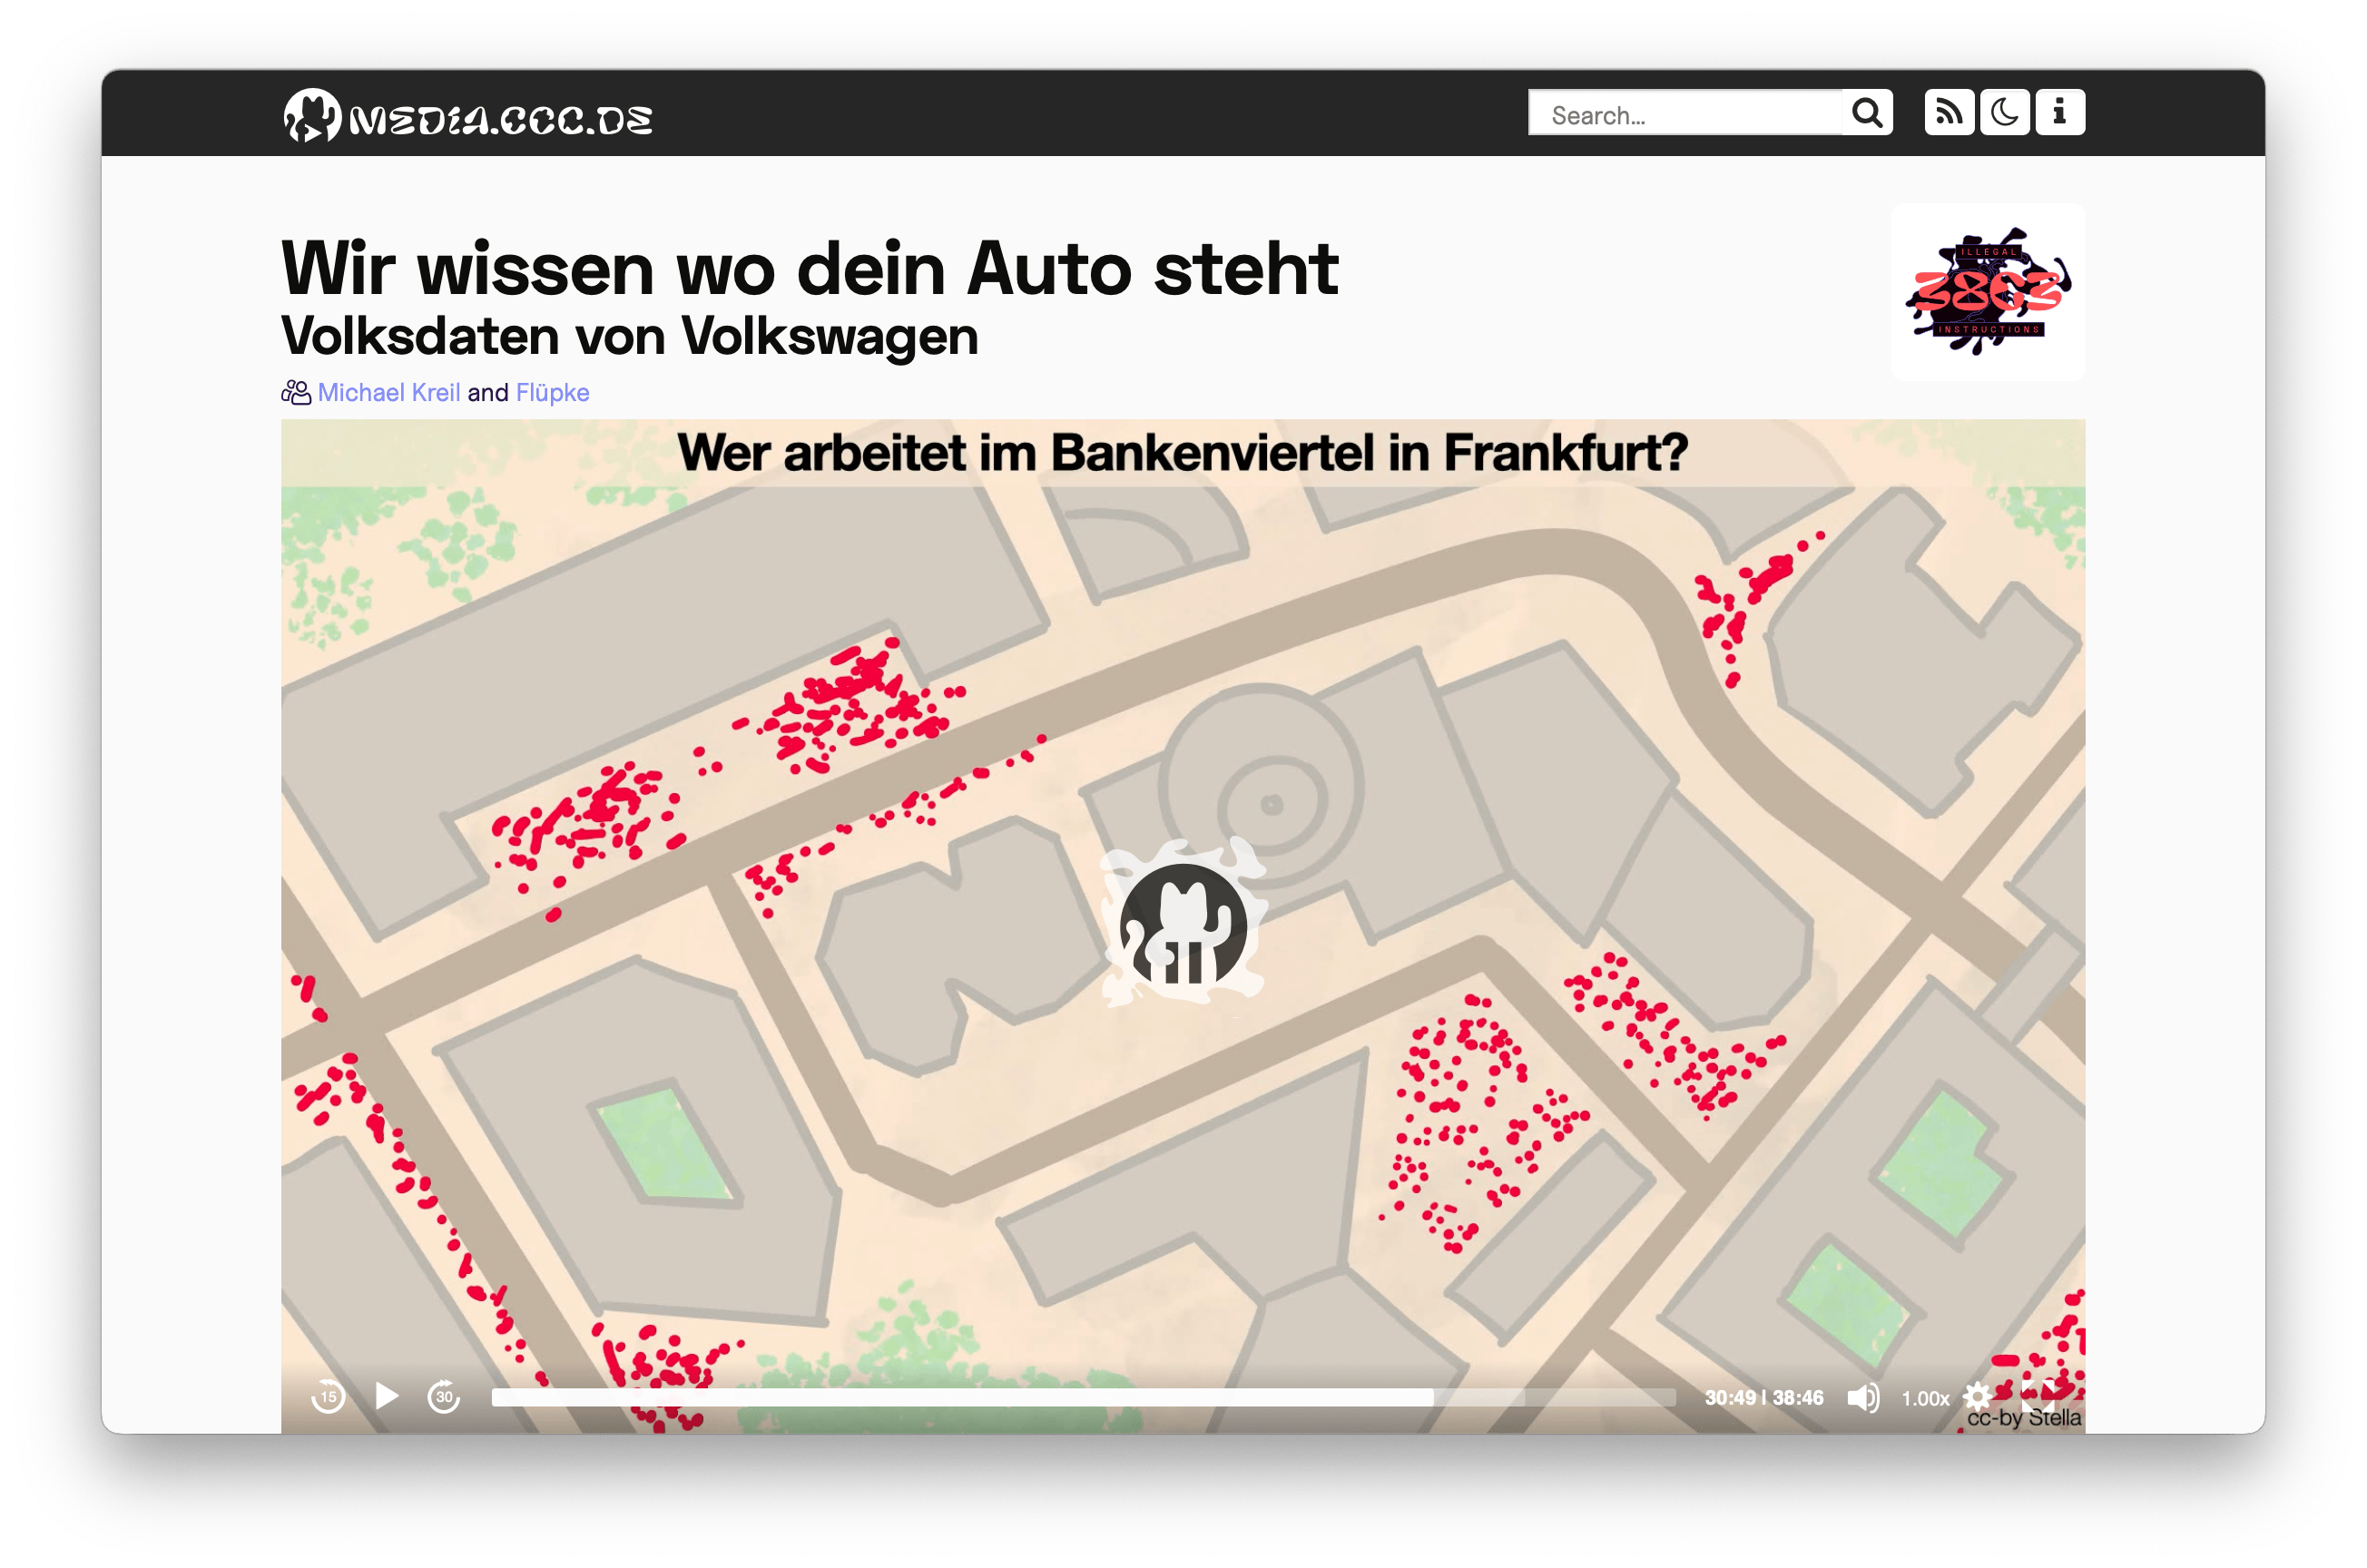 MEDIA.CCC.DE
Search...
Wir wissen wo dein Auto steht
Volksdaten von Volkswagen
Michael Kreil and Flüpke
ILLEGAL
38C3
INSTRUCTIONS
Wer arbeitet im Bankenviertel in Frankfurt?
15
30
30:49 | 38:46
1.00x
cc-by Stella